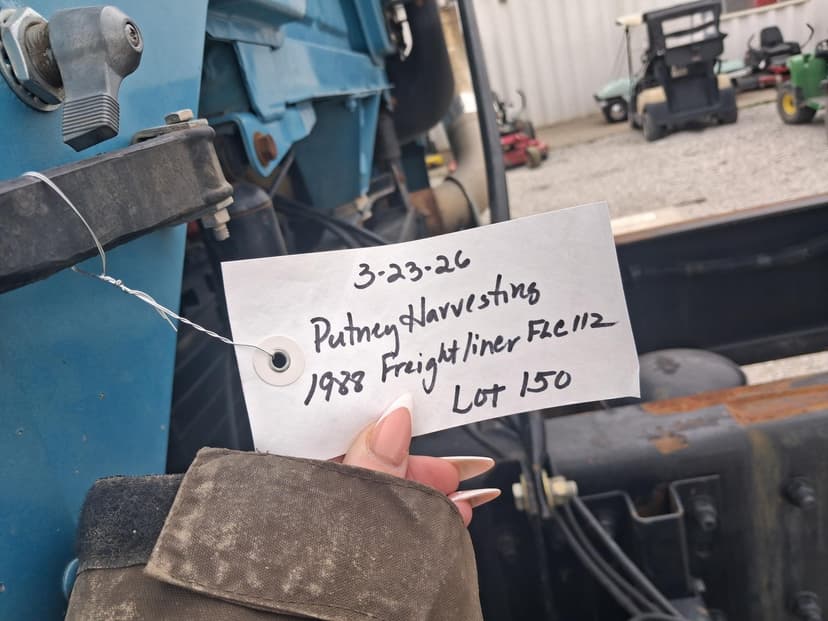 3-23-26
Putney Harvesting
1988 Freightliner FLC112
Lot 150